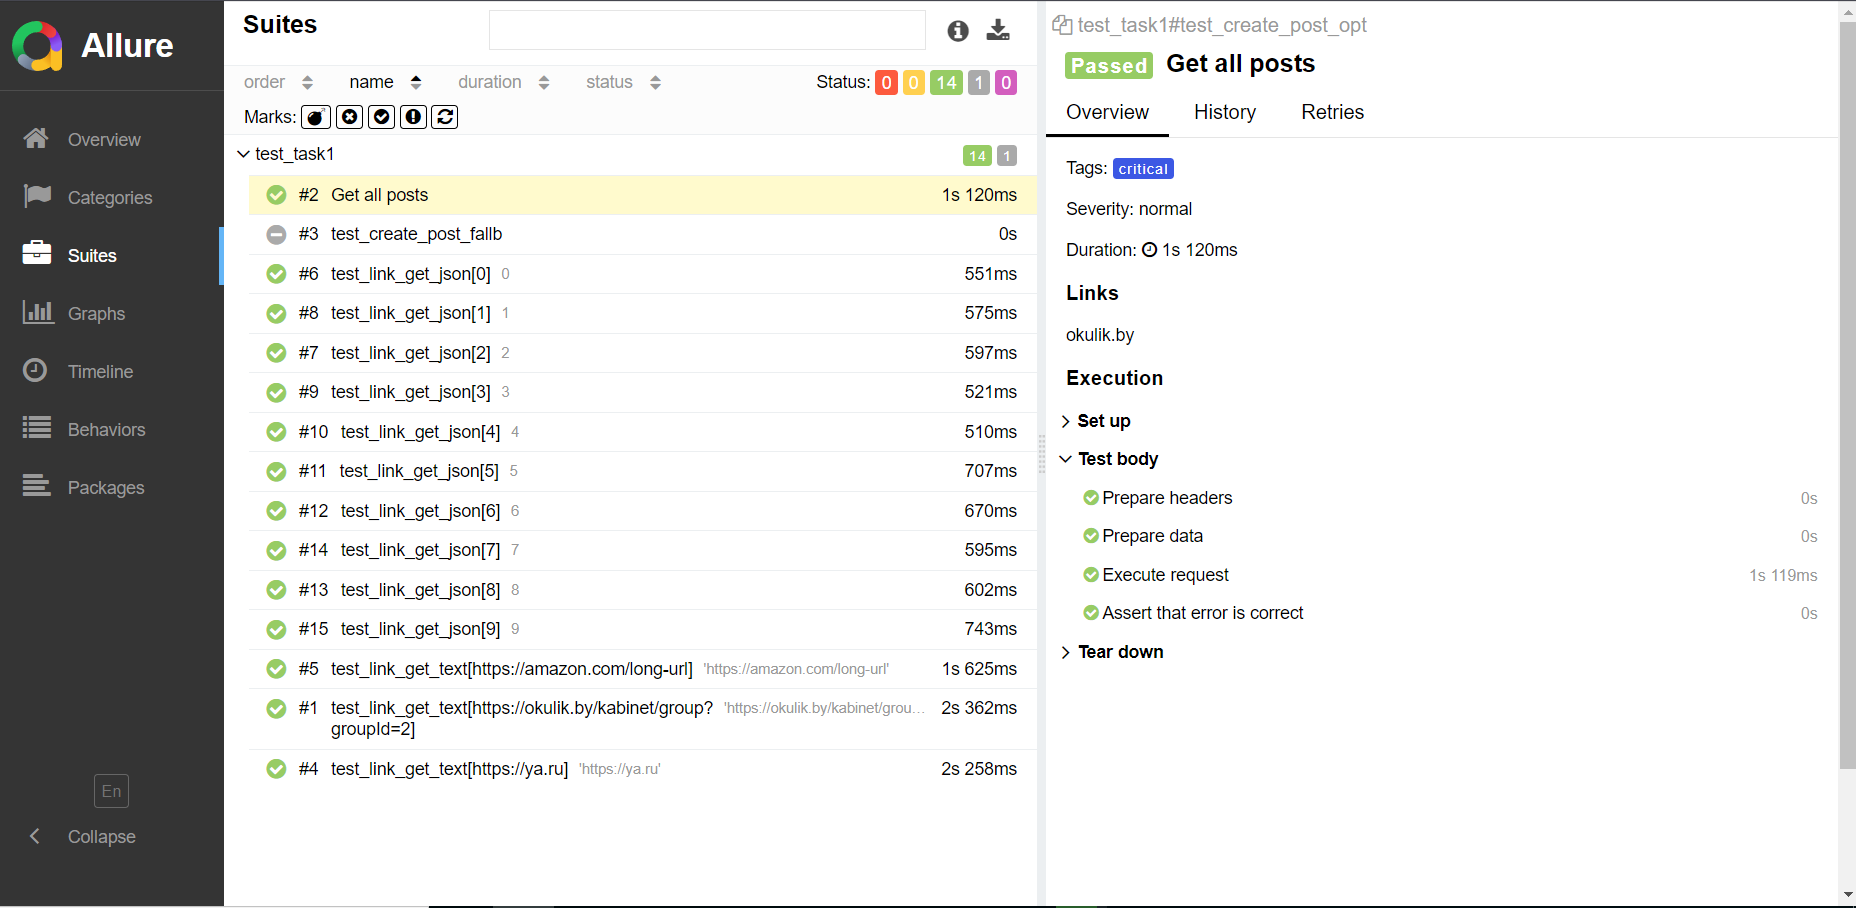 Allure
Overview
Categories
Suites
Graphs
Timeline
Behaviors
Packages
En
Collapse
Suites
order name duration status Status: 0 0 14 1 0
Marks:
test_task1 14 1
#2 Get all posts 1s 120ms
#3 test_create_post_fallb 0s
#6 test_link_get_json[0] 0 551ms
#8 test_link_get_json[1] 1 575ms
#7 test_link_get_json[2] 2 597ms
#9 test_link_get_json[3] 3 521ms
#10 test_link_get_json[4] 4 510ms
#11 test_link_get_json[5] 5 707ms
#12 test_link_get_json[6] 6 670ms
#14 test_link_get_json[7] 7 595ms
#13 test_link_get_json[8] 8 602ms
#15 test_link_get_json[9] 9 743ms
#5 test_link_get_text[https://amazon.com/long-url] 'https://amazon.com/long-url' 1s 625ms
#1 test_link_get_text[https://okulik.by/kabinet/group? 'https://okulik.by/kabinet/grou... 2s 362ms
groupId=2]
#4 test_link_get_text[https://ya.ru] 'https://ya.ru' 2s 258ms
test_task1#test_create_post_opt
Passed Get all posts
Overview History Retries
Tags: critical
Severity: normal
Duration: 1s 120ms
Links
okulik.by
Execution
Set up
Test body
Prepare headers 0s
Prepare data 0s
Execute request 1s 119ms
Assert that error is correct 0s
Tear down